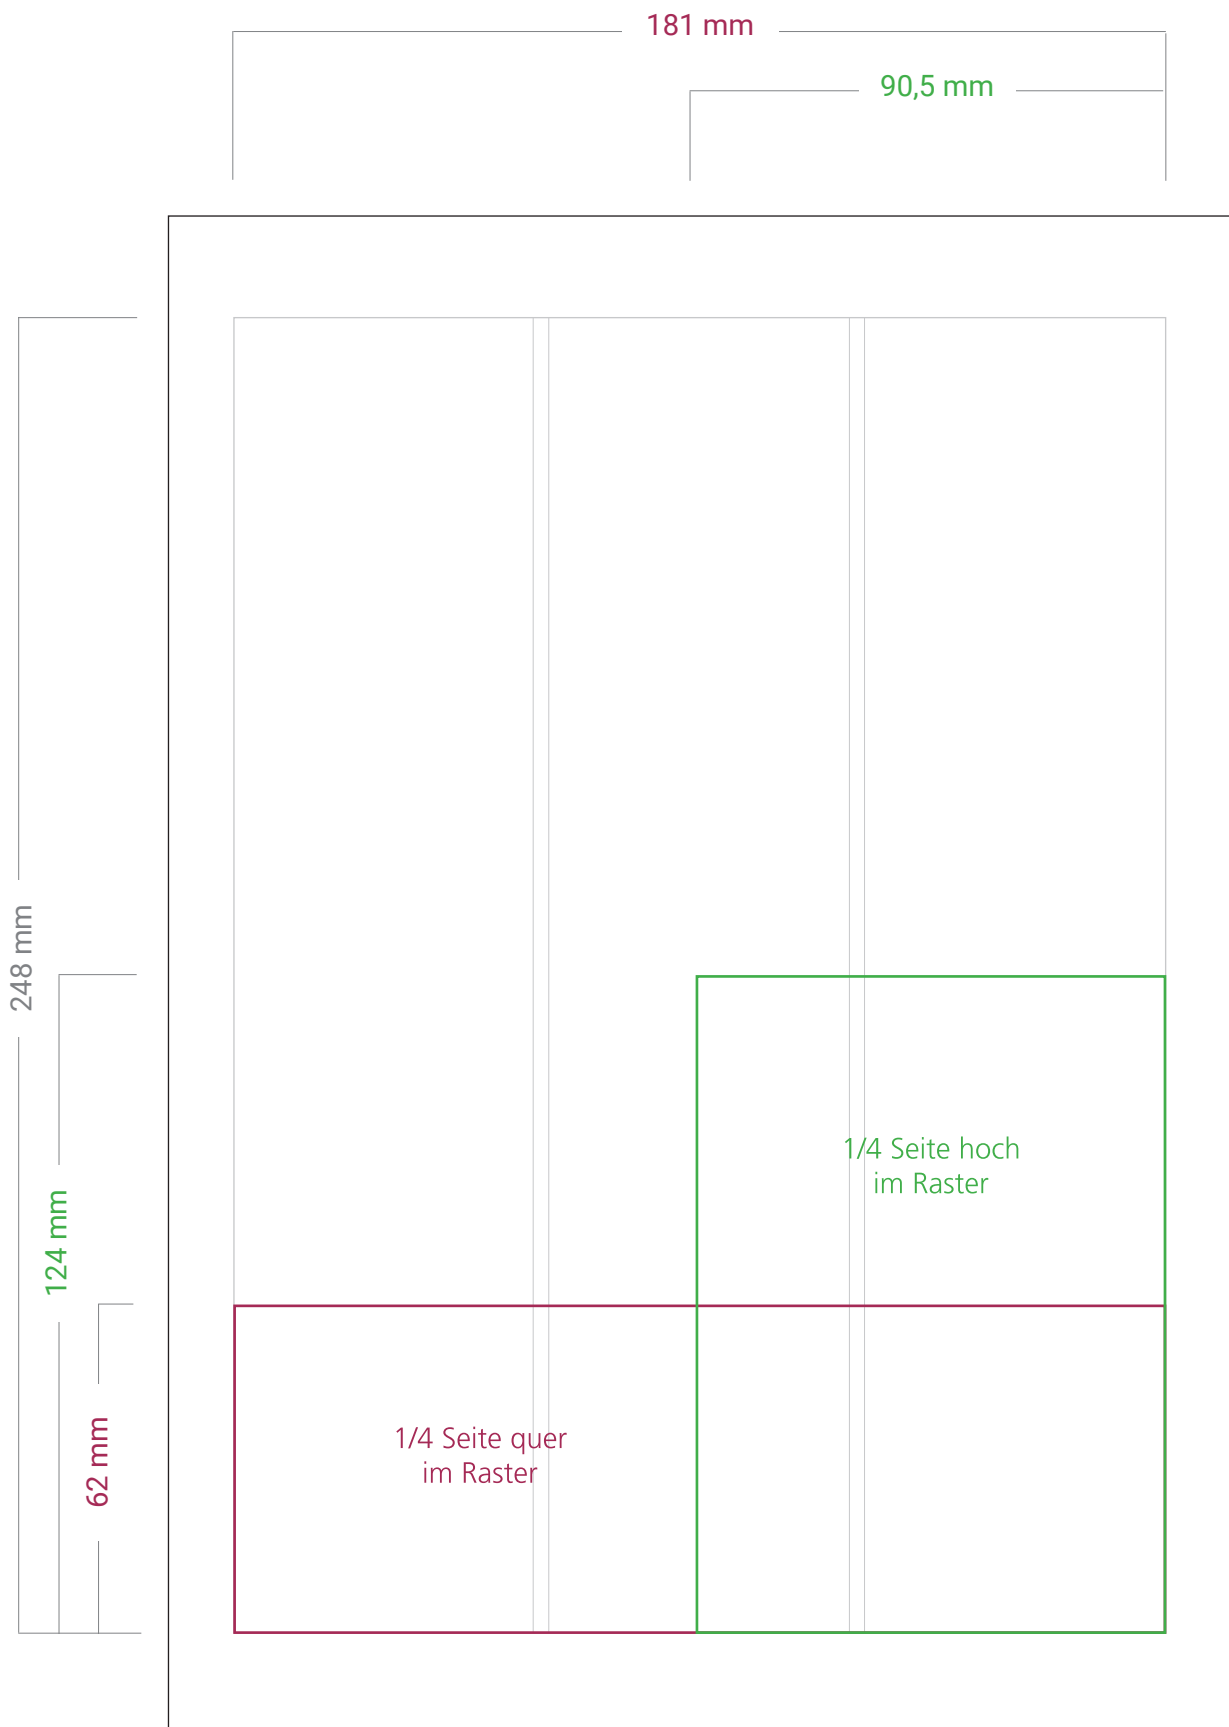 181 mm
90,5 mm
248 mm
124 mm
1/4 Seite hoch
im Raster
62 mm
1/4 Seite quer
im Raster